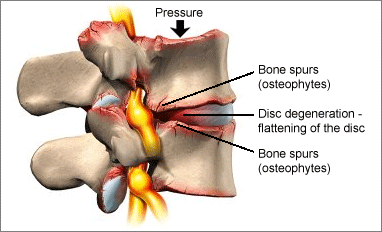 Pressure
Bone spurs
(osteophytes)
Disc degeneration -
flattening of the disc
Bone spurs
(osteophytes)